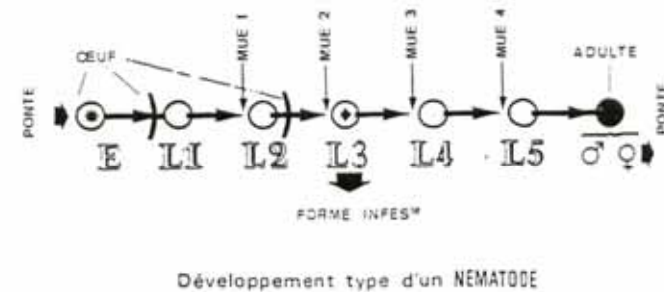 MUE 1
MUE 2
MUE 3
MUE 4
ŒUF
ADULTE
PONTE
PONTE
E L1 L2 L3 L4 L5 ♂ ♀
FORME INFES^te
Développement type d'un NEMATODE